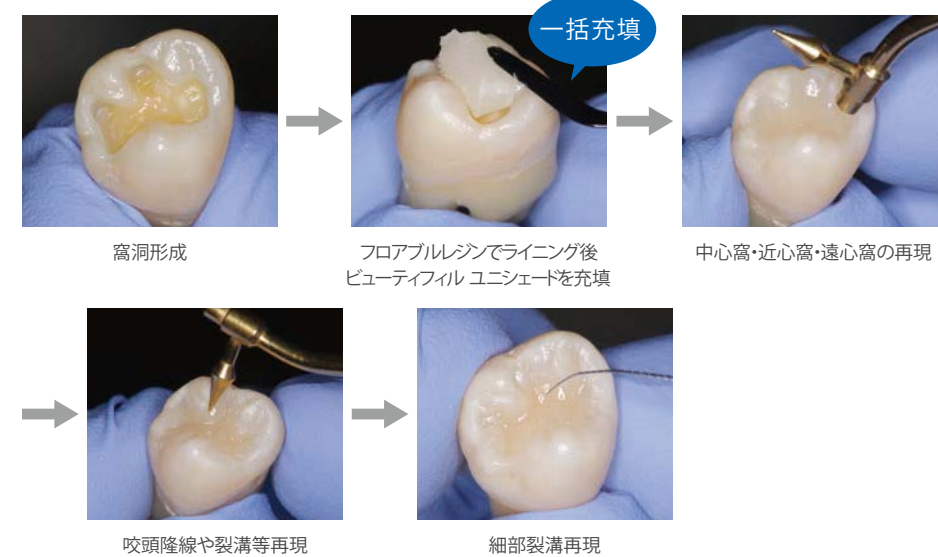 一括充填
窩洞形成
フロアブルレジンでライニング後
ビューティフィル ユニシェードを充填
中心窩・近心窩・遠心窩の再現
咬頭隆線や裂溝等再現
細部裂溝再現